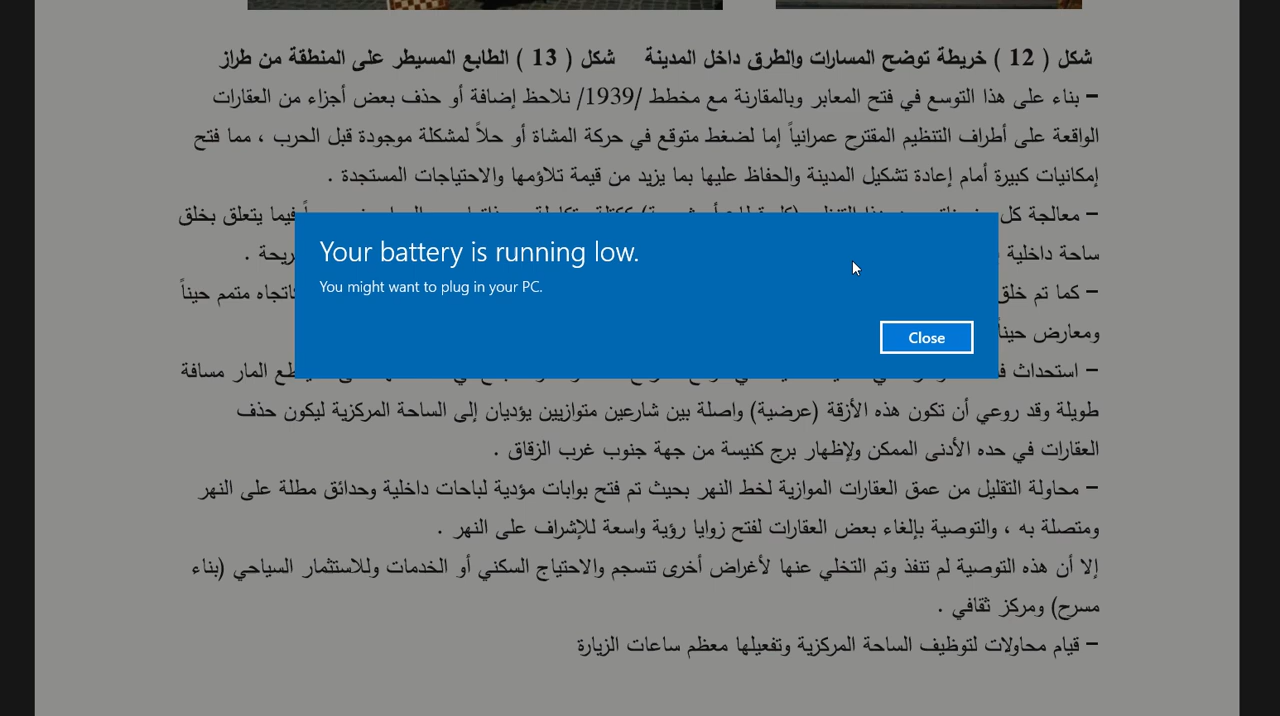 شكل ( 12 ) خريطة توضح المسارات والطرق داخل المدينة شكل ( 13 ) الطابع المسيطر على المنطقة من طراز
– بناء على هذا التوسع في فتح المعابر وبالمقارنة مع مخطط /1939/ نلاحظ إضافة أو حذف بعض أجزاء من العقارات
الواقعة على أطراف التنظيم المقترح عمرانياً إما لضغط متوقع في حركة المشاة أو حلاً لمشكلة موجودة قبل الحرب ، مما فتح
إمكانيات كبيرة أمام إعادة تشكيل المدينة والحفاظ عليها بما يزيد من قيمة تلاؤمها والاحتياجات المستجدة .
– معالجة كل فيما يتعلق بخلق
ساحة داخلية
– كما تم خلق متمم حيناً
ومعارض حيناً
– استحداث المار مسافة
Your battery is running low.
You might want to plug in your PC.
Close
طويلة وقد روعي أن تكون هذه الأزقة (عرضية) واصلة بين شارعين متوازيين يؤديان إلى الساحة المركزية ليكون حذف
العقارات في حده الأدنى الممكن ولإظهار برج كنيسة من جهة جنوب غرب الزقاق .
– محاولة التقليل من عمق العقارات الموازية لخط النهر بحيث تم فتح بوابات مؤدية لباحات داخلية وحدائق مطلة على النهر
ومتصلة به ، والتوصية بإلغاء بعض العقارات لفتح زوايا رؤية واسعة للإشراف على النهر .
إلا أن هذه التوصية لم تنفذ وتم التخلي عنها لأغراض أخرى تنسجم والاحتياج السكني أو الخدمات وللاستثمار السياحي (بناء
مسرح) ومركز ثقافي .
– قيام محاولات لتوظيف الساحة المركزية وتفعيلها معظم ساعات الزيارة